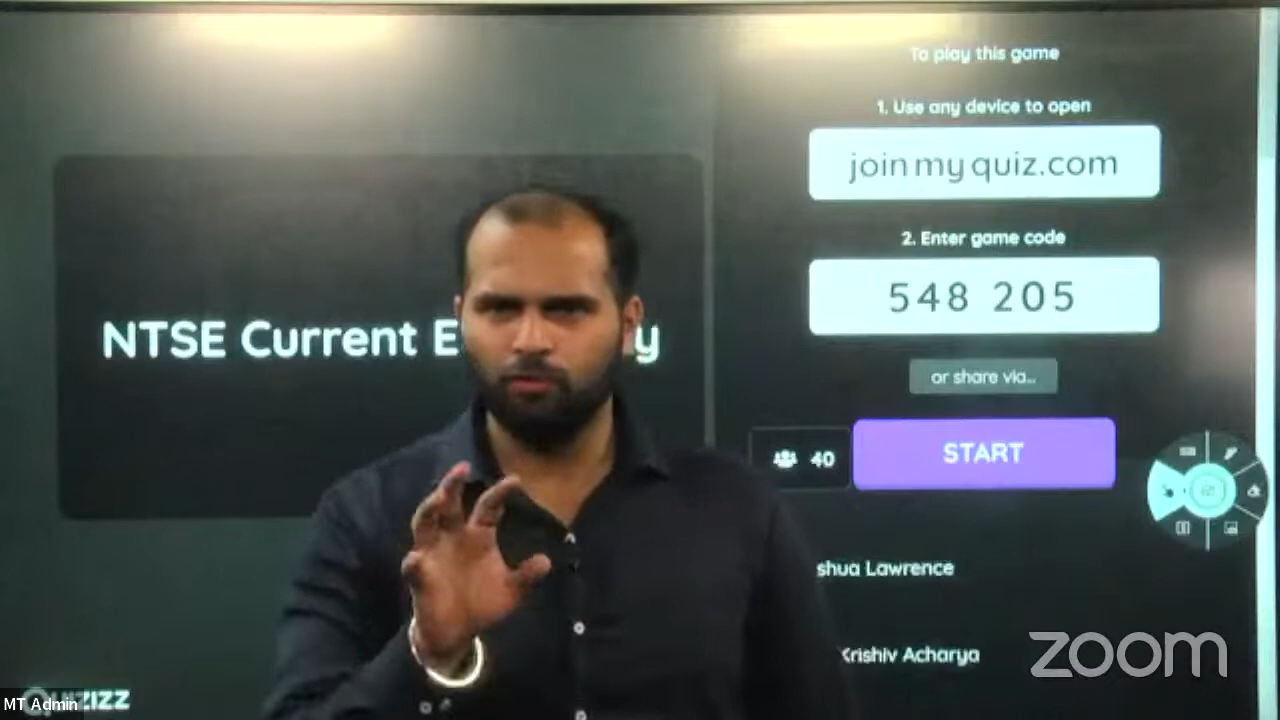 To play this game
1. Use any device to open
joinmyquiz.com
2. Enter game code
548 205
or share via...
NTSE Current E
y
40
START
shua Lawrence
Krishiv Acharya
zoom
MT Admin